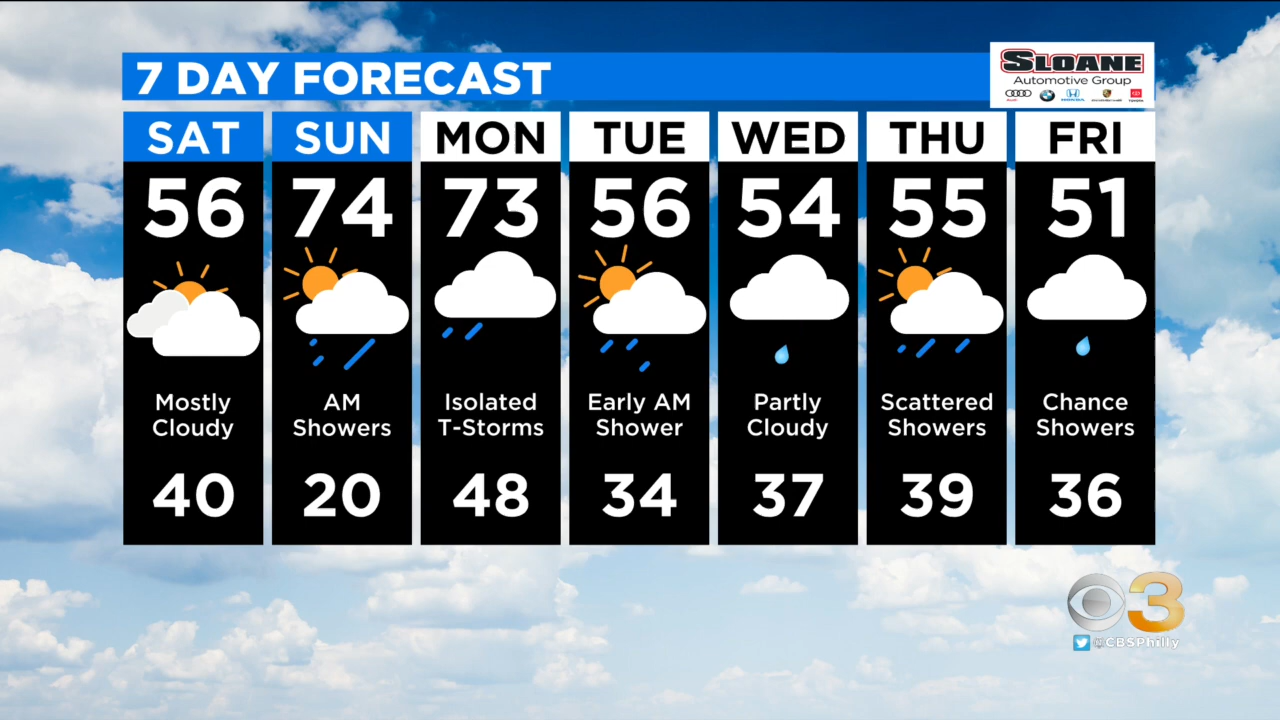 7 DAY FORECAST
SLOANE
Automotive Group
SAT SUN MON TUE WED THU FRI
56 74 73 56 54 55 51
Mostly Cloudy
AM Showers
Isolated T-Storms
Early AM Shower
Partly Cloudy
Scattered Showers
Chance Showers
40 20 48 34 37 39 36
3
@CBSPhilly